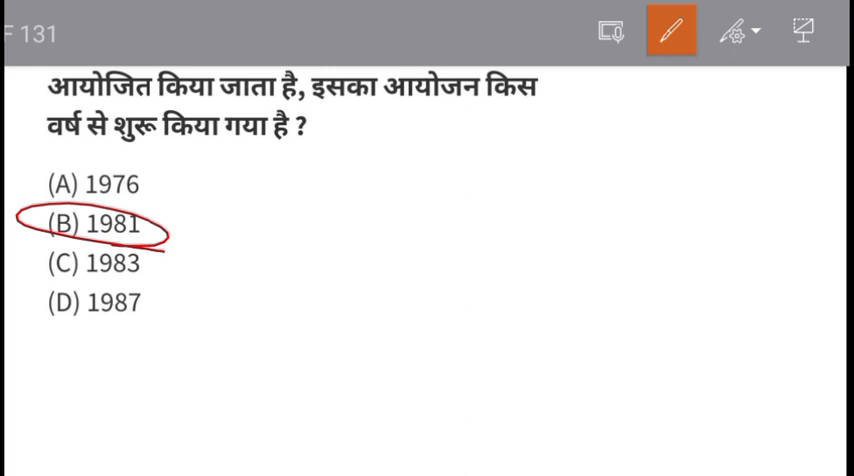 F 131
आयोजित किया जाता है, इसका आयोजन किस
वर्ष से शुरू किया गया है ?
(A) 1976
(B) 1981
(C) 1983
(D) 1987